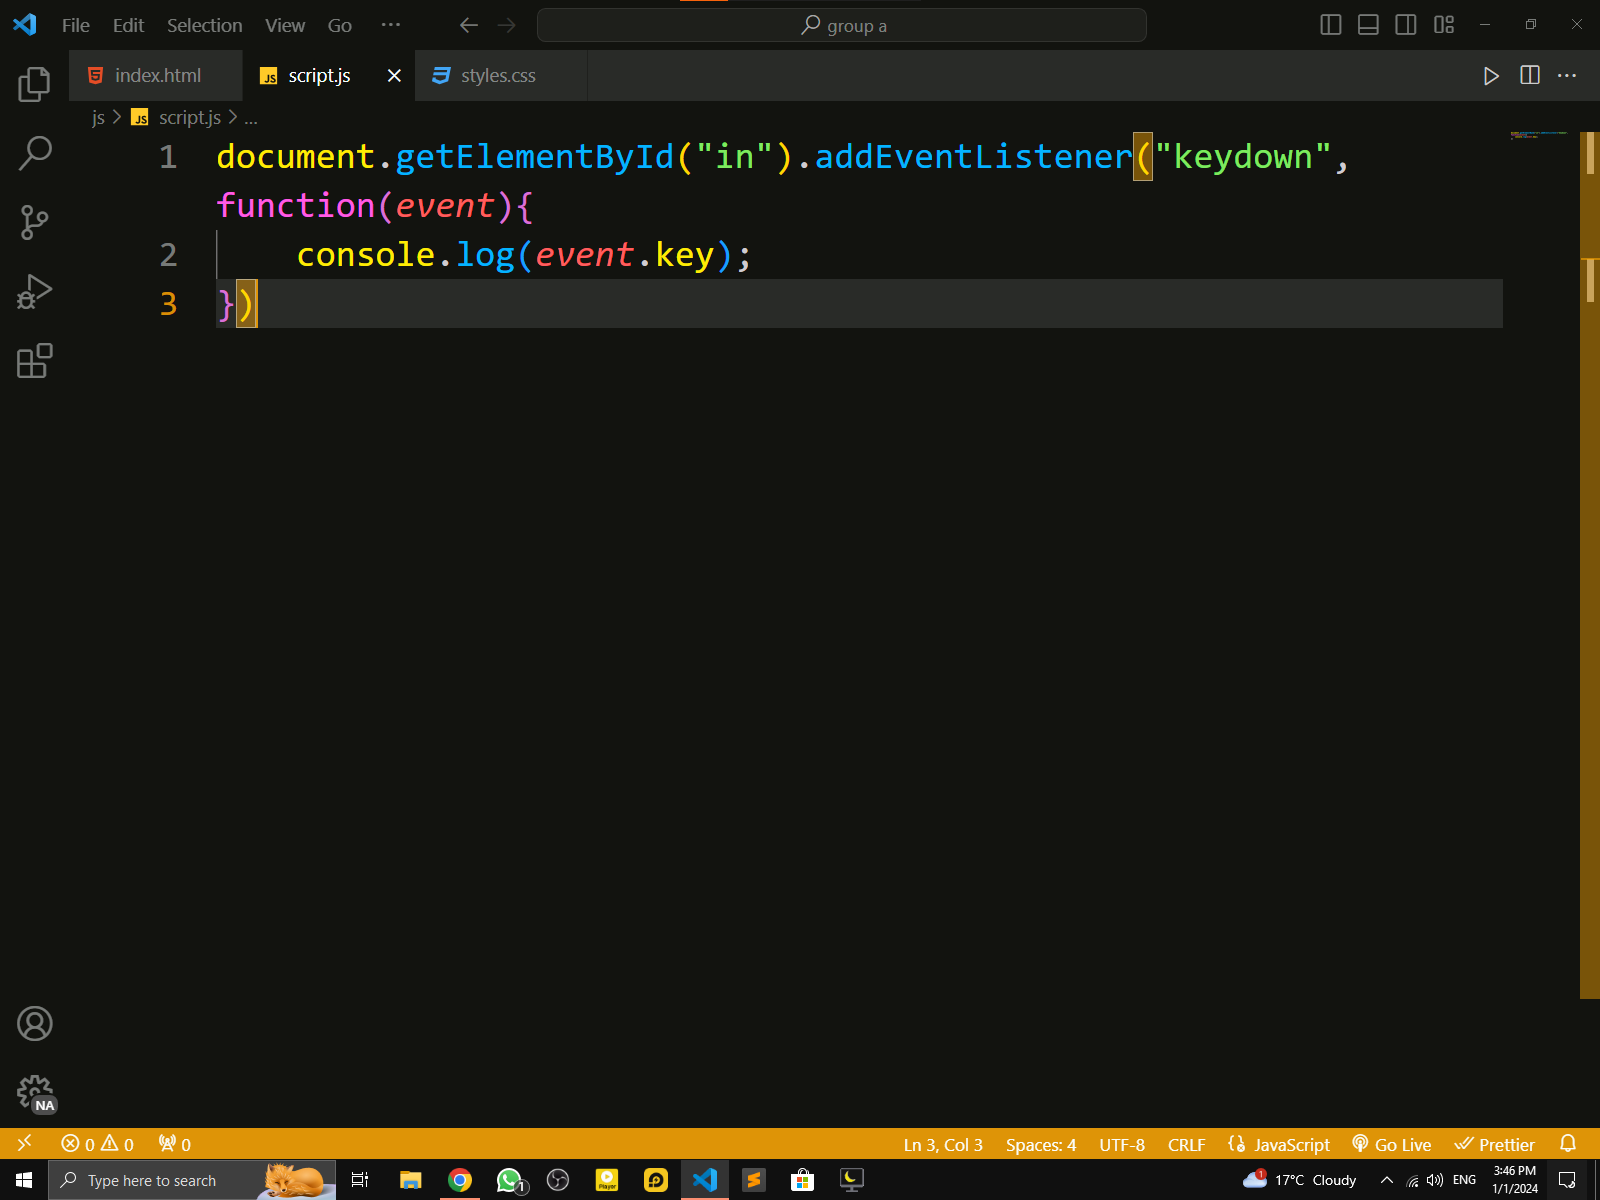 File Edit Selection View Go ··· group a
index.html script.js styles.css
js > script.js > ...
1 document.getElementById("in").addEventListener("keydown",
function(event){
2 console.log(event.key);
3 })
NA
0 0 0 Ln 3, Col 3 Spaces: 4 UTF-8 CRLF JavaScript Go Live Prettier
Type here to search 1 Player 1 17°C Cloudy ENG 3:46 PM
1/1/2024